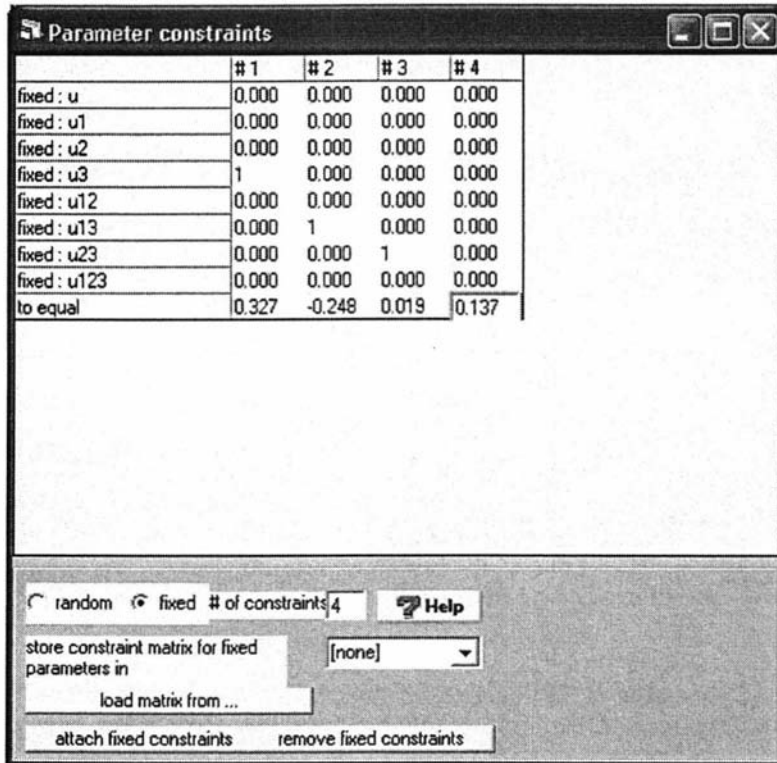 Parameter constraints
# 1 # 2 # 3 # 4
fixed : u 0.000 0.000 0.000 0.000
fixed : u1 0.000 0.000 0.000 0.000
fixed : u2 0.000 0.000 0.000 0.000
fixed : u3 1 0.000 0.000 0.000
fixed : u12 0.000 0.000 0.000 0.000
fixed : u13 0.000 1 0.000 0.000
fixed : u23 0.000 0.000 1 0.000
fixed : u123 0.000 0.000 0.000 0.000
to equal 0.327 -0.248 0.019 0.137
random fixed # of constraints 4 Help
store constraint matrix for fixed
parameters in
[none]
load matrix from ...
attach fixed constraints remove fixed constraints